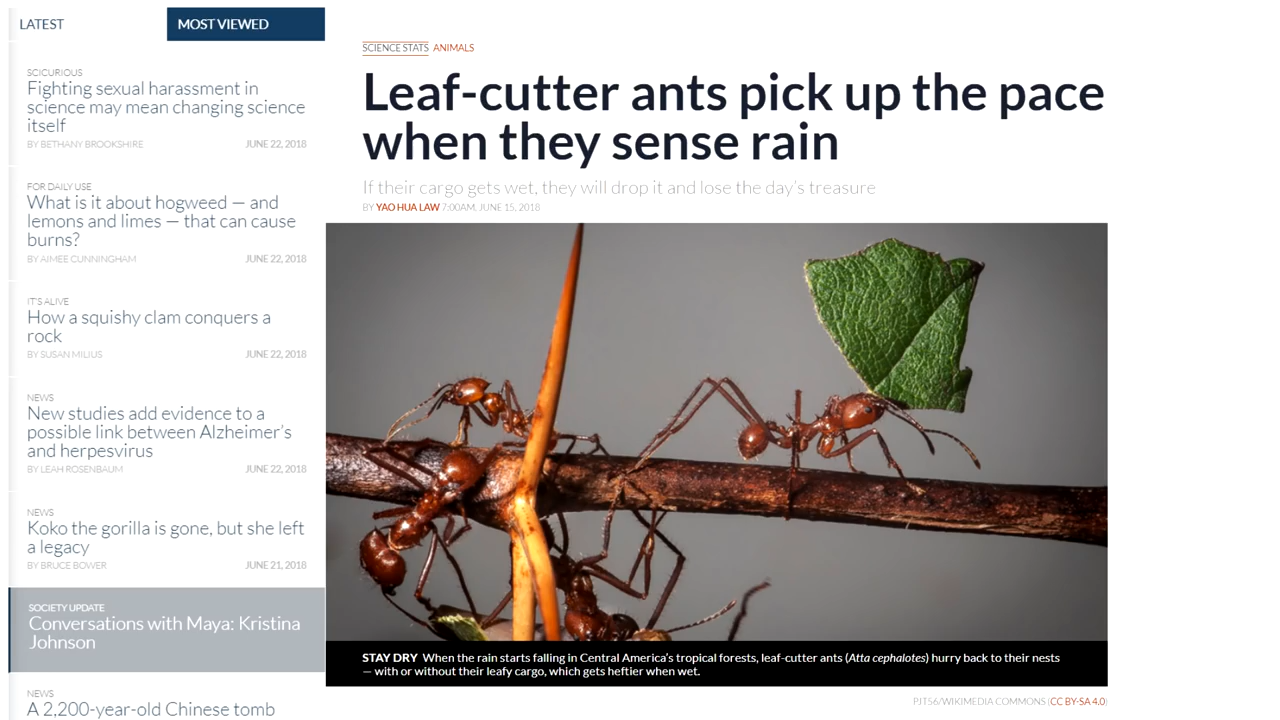 LATEST
MOST VIEWED
SCICURIOUS
Fighting sexual harassment in
science may mean changing science
itself
BY BETHANY BROOKSHIRE JUNE 22, 2018
FOR DAILY USE
What is it about hogweed — and
lemons and limes — that can cause
burns?
BY AIMEE CUNNINGHAM JUNE 22, 2018
IT'S ALIVE
How a squishy clam conquers a
rock
BY SUSAN MILIUS JUNE 22, 2018
NEWS
New studies add evidence to a
possible link between Alzheimer's
and herpesvirus
BY LEAH ROSENBAUM JUNE 22, 2018
NEWS
Koko the gorilla is gone, but she left
a legacy
BY BRUCE BOWER JUNE 21, 2018
SOCIETY UPDATE
Conversations with Maya: Kristina
Johnson
NEWS
A 2,200-year-old Chinese tomb
SCIENCE STATS ANIMALS
Leaf-cutter ants pick up the pace
when they sense rain
If their cargo gets wet, they will drop it and lose the day's treasure
BY YAO HUA LAW 7:00AM, JUNE 15, 2018
STAY DRY When the rain starts falling in Central America's tropical forests, leaf-cutter ants (Atta cephalotes) hurry back to their nests
— with or without their leafy cargo, which gets heftier when wet.
PJT56/WIKIMEDIA COMMONS (CC BY-SA 4.0)